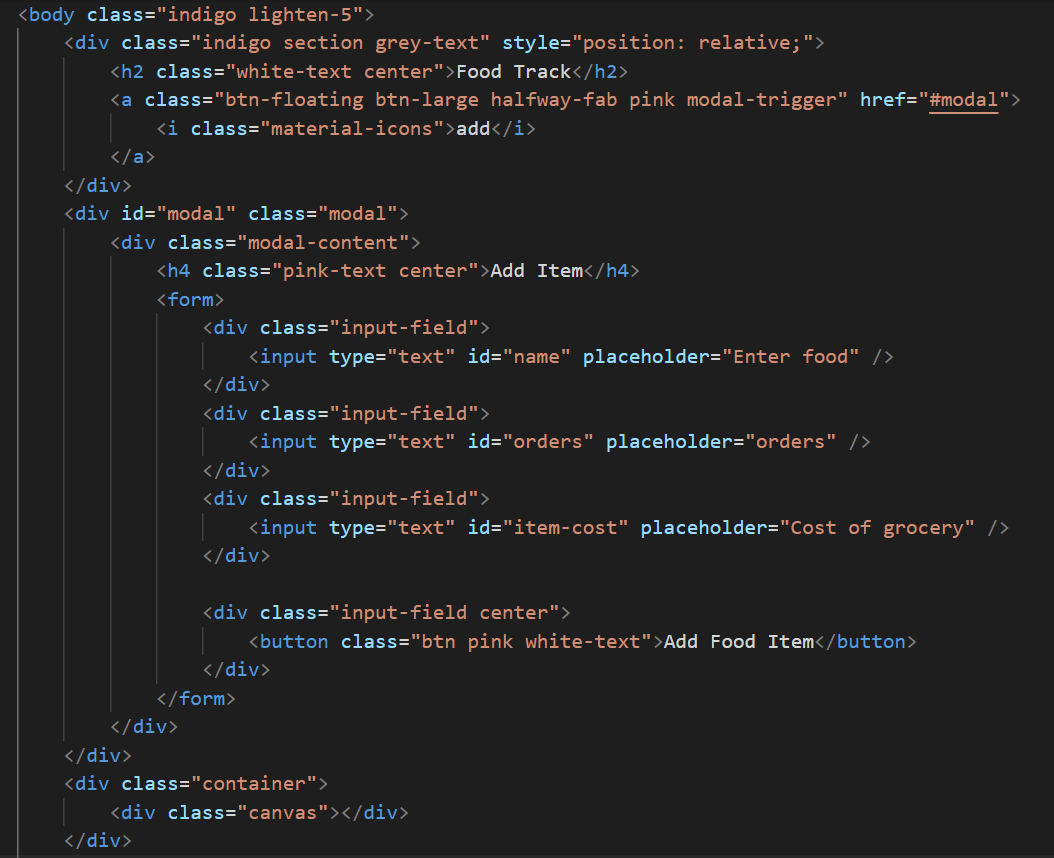 <body class="indigo lighten-5">
    <div class="indigo section grey-text" style="position: relative;">
        <h2 class="white-text center">Food Track</h2>
        <a class="btn-floating btn-large halfway-fab pink modal-trigger" href="#modal">
            <i class="material-icons">add</i>
        </a>
    </div>
    <div id="modal" class="modal">
        <div class="modal-content">
            <h4 class="pink-text center">Add Item</h4>
            <form>
                <div class="input-field">
                    <input type="text" id="name" placeholder="Enter food" />
                </div>
                <div class="input-field">
                    <input type="text" id="orders" placeholder="orders" />
                </div>
                <div class="input-field">
                    <input type="text" id="item-cost" placeholder="Cost of grocery" />
                </div>

                <div class="input-field center">
                    <button class="btn pink white-text">Add Food Item</button>
                </div>
            </form>
        </div>
    </div>
    <div class="container">
        <div class="canvas"></div>
    </div>